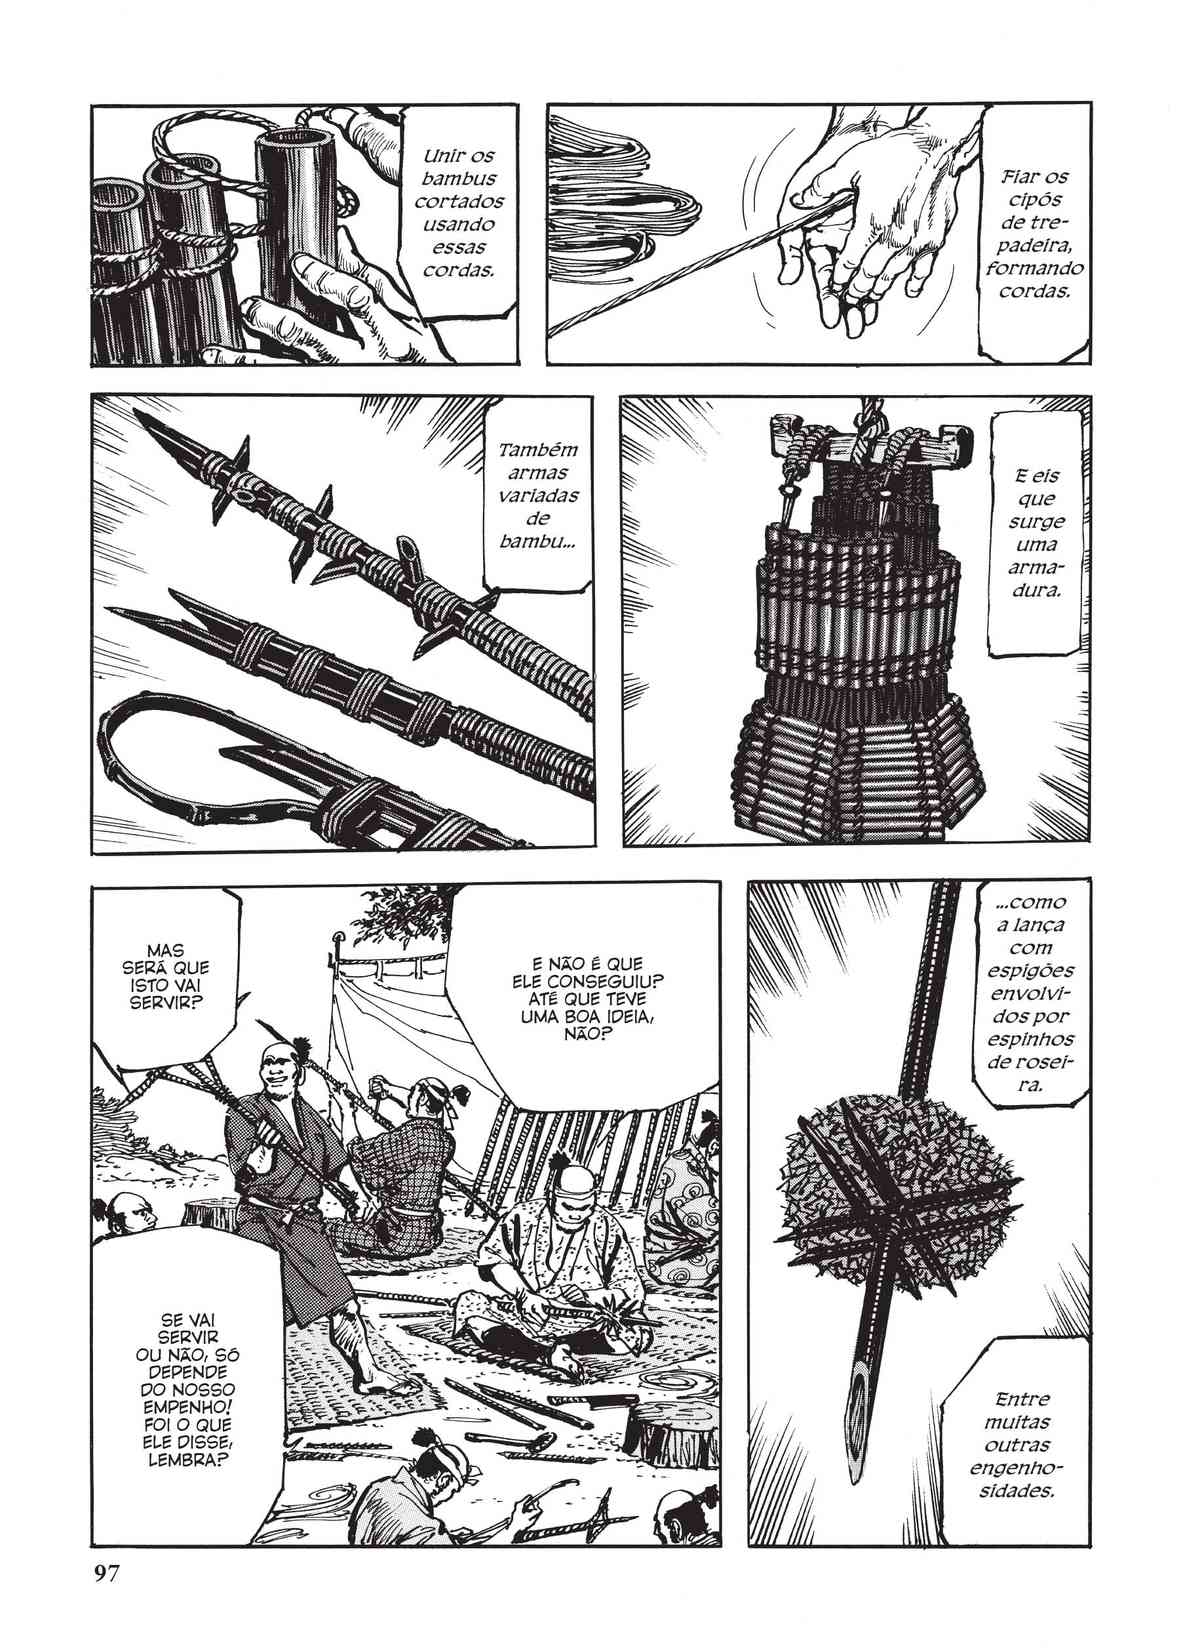 Fiar os
cipós
de tre-
padeira,
formando
cordas.
Unir os
bambus
cortados
usando
essas
cordas.
E eis
que
surge
uma
arma-
dura.
Também
armas
variadas
de
bambu...
...como
a lança
com
espigões
envolvi-
dos por
espinhos
de rosei-
ra.
Entre
muitas
outras
engenho-
sidades.
E NÃO É QUE
ELE CONSEGUIU?
ATÉ QUE TEVE
UMA BOA IDEIA,
NÃO?
MAS
SERÁ QUE
ISTO VAI
SERVIR?
SE VAI
SERVIR
OU NÃO, SÓ
DEPENDE
DO NOSSO
EMPENHO!
FOI O QUE
ELE DISSE,
LEMBRA?
97